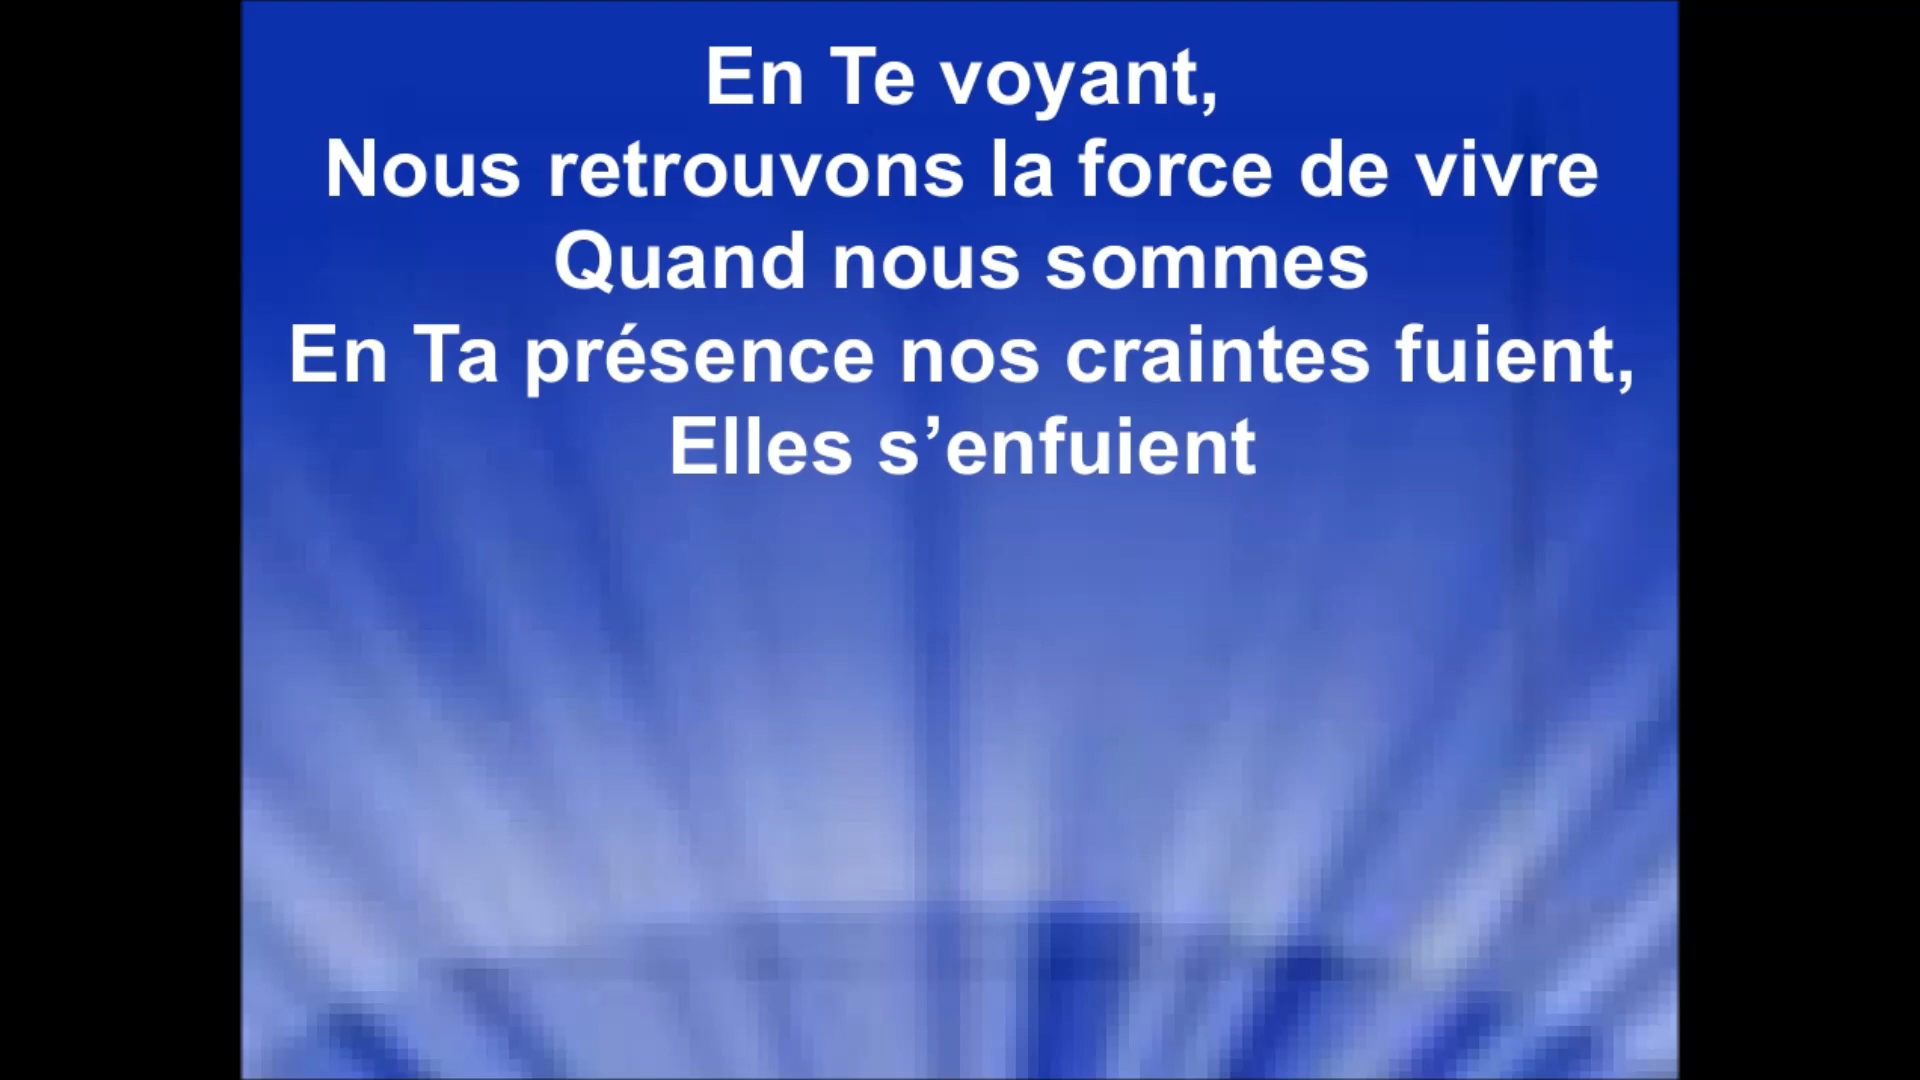 En Te voyant,
Nous retrouvons la force de vivre
Quand nous sommes
En Ta présence nos craintes fuient,
Elles s’enfuient